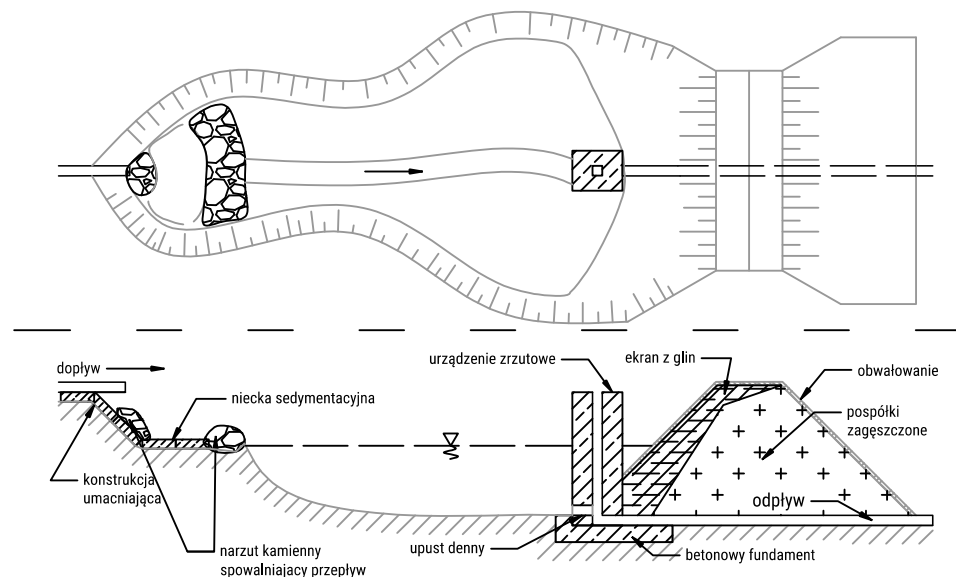 dopływ
urządzenie zrzutowe
ekran z glin
obwałowanie
niecka sedymentacyjna
pospółki
zagęszczone
konstrukcja
umacniająca
odpływ
narzut kamienny
spowalniajacy przepływ
upust denny
betonowy fundament